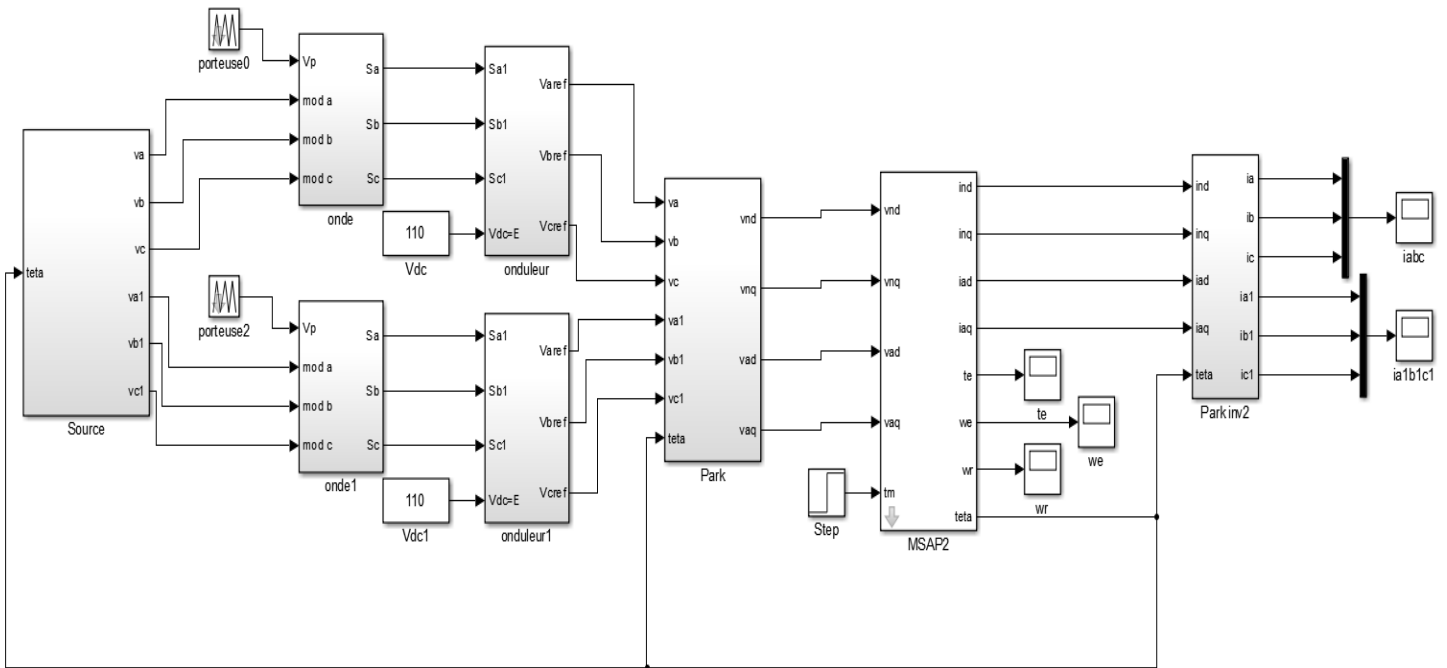 porteuse0
Vp
mod a
mod b
mod c
Sa
Sb
Sc
onde
Sa1
Sb1
Sc1
Vdc=E
Varef
Vbref
Vcref
onduleur
110
Vdc
teta
va
vb
vc
va1
vb1
vc1
Source
porteuse2
Vp
mod a
mod b
mod c
Sa
Sb
Sc
onde1
Sa1
Sb1
Sc1
Vdc=E
Varef
Vbref
Vcref
onduleur1
110
Vdc1
va
vb
vc
va1
vb1
vc1
teta
vnd
vnq
vad
vaq
Park
Step
vnd
vnq
vad
vaq
tm
ind
inq
iad
iaq
te
we
wr
teta
MSAP2
te
we
wr
ind
inq
iad
iaq
teta
ia
ib
ic
ia1
ib1
ic1
Park inv2
iabc
ia1b1c1